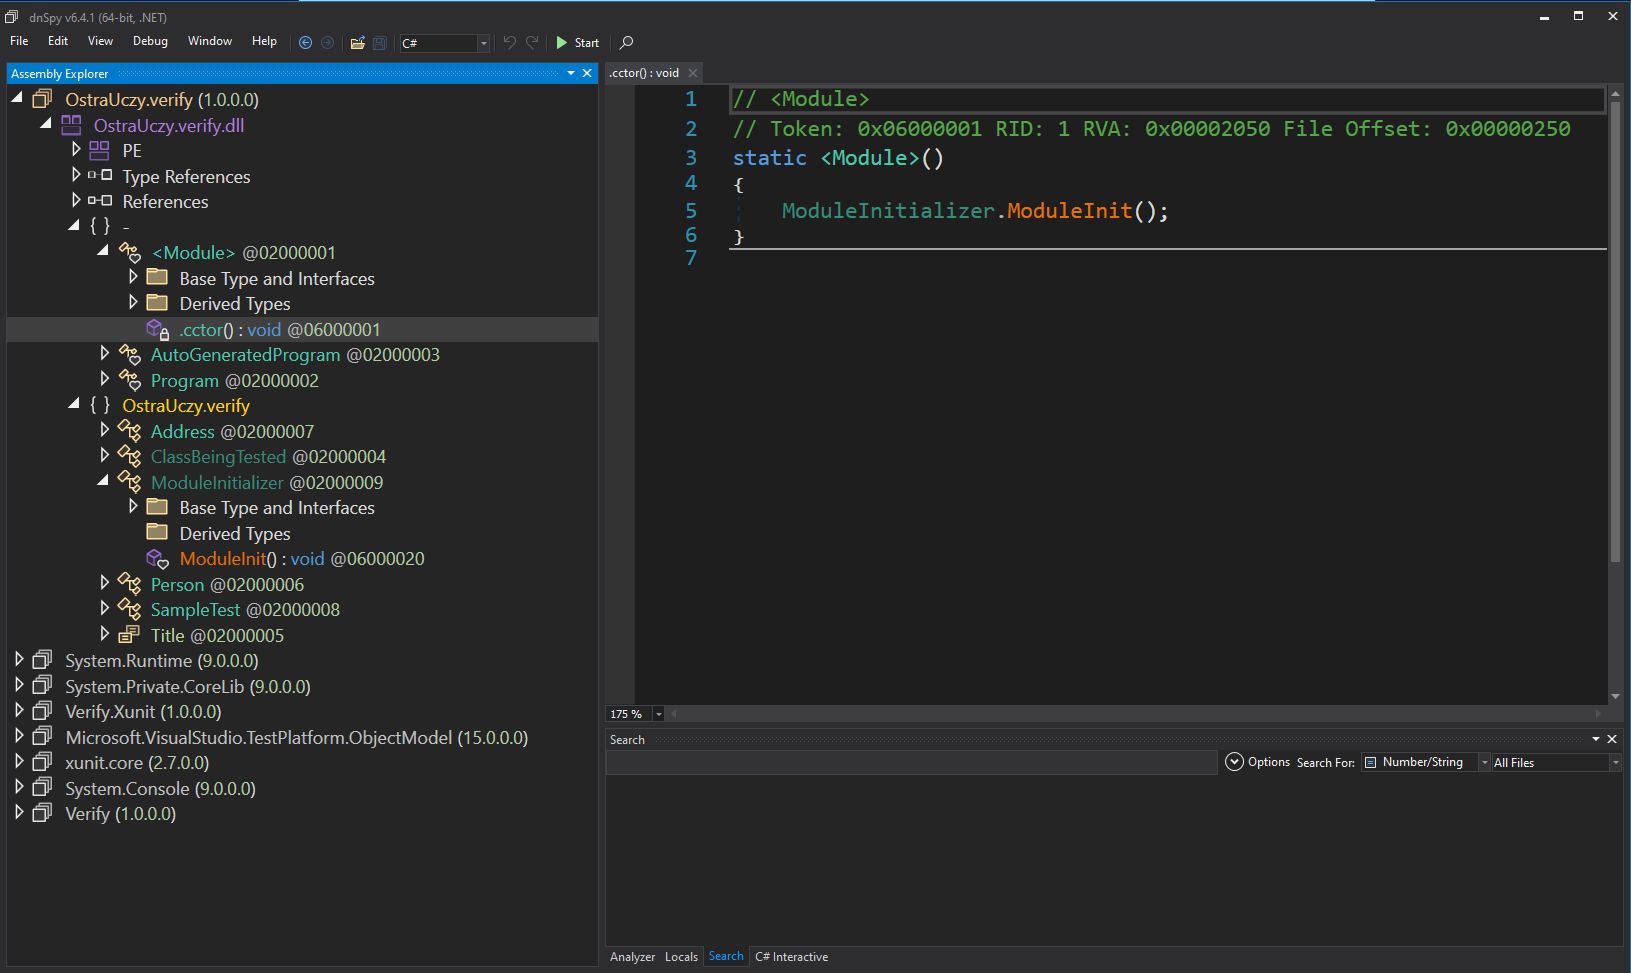 dnSpy v6.4.1 (64-bit, .NET)
File Edit View Debug Window Help C# Start
Assembly Explorer
OstraUczy.verify (1.0.0.0)
OstraUczy.verify.dll
PE
Type References
References
{ } -
<Module> @02000001
Base Type and Interfaces
Derived Types
.cctor() : void @06000001
AutoGeneratedProgram @02000003
Program @02000002
{ } OstraUczy.verify
Address @02000007
ClassBeingTested @02000004
ModuleInitializer @02000009
Base Type and Interfaces
Derived Types
ModuleInit() : void @06000020
Person @02000006
SampleTest @02000008
Title @02000005
System.Runtime (9.0.0.0)
System.Private.CoreLib (9.0.0.0)
Verify.Xunit (1.0.0.0)
Microsoft.VisualStudio.TestPlatform.ObjectModel (15.0.0.0)
xunit.core (2.7.0.0)
System.Console (9.0.0.0)
Verify (1.0.0.0)
.cctor() : void
1 // <Module>
2 // Token: 0x06000001 RID: 1 RVA: 0x00002050 File Offset: 0x00000250
3 static <Module>()
4 {
5 ModuleInitializer.ModuleInit();
6 }
7
175 %
Search
Options Search For: Number/String All Files
Analyzer Locals Search C# Interactive